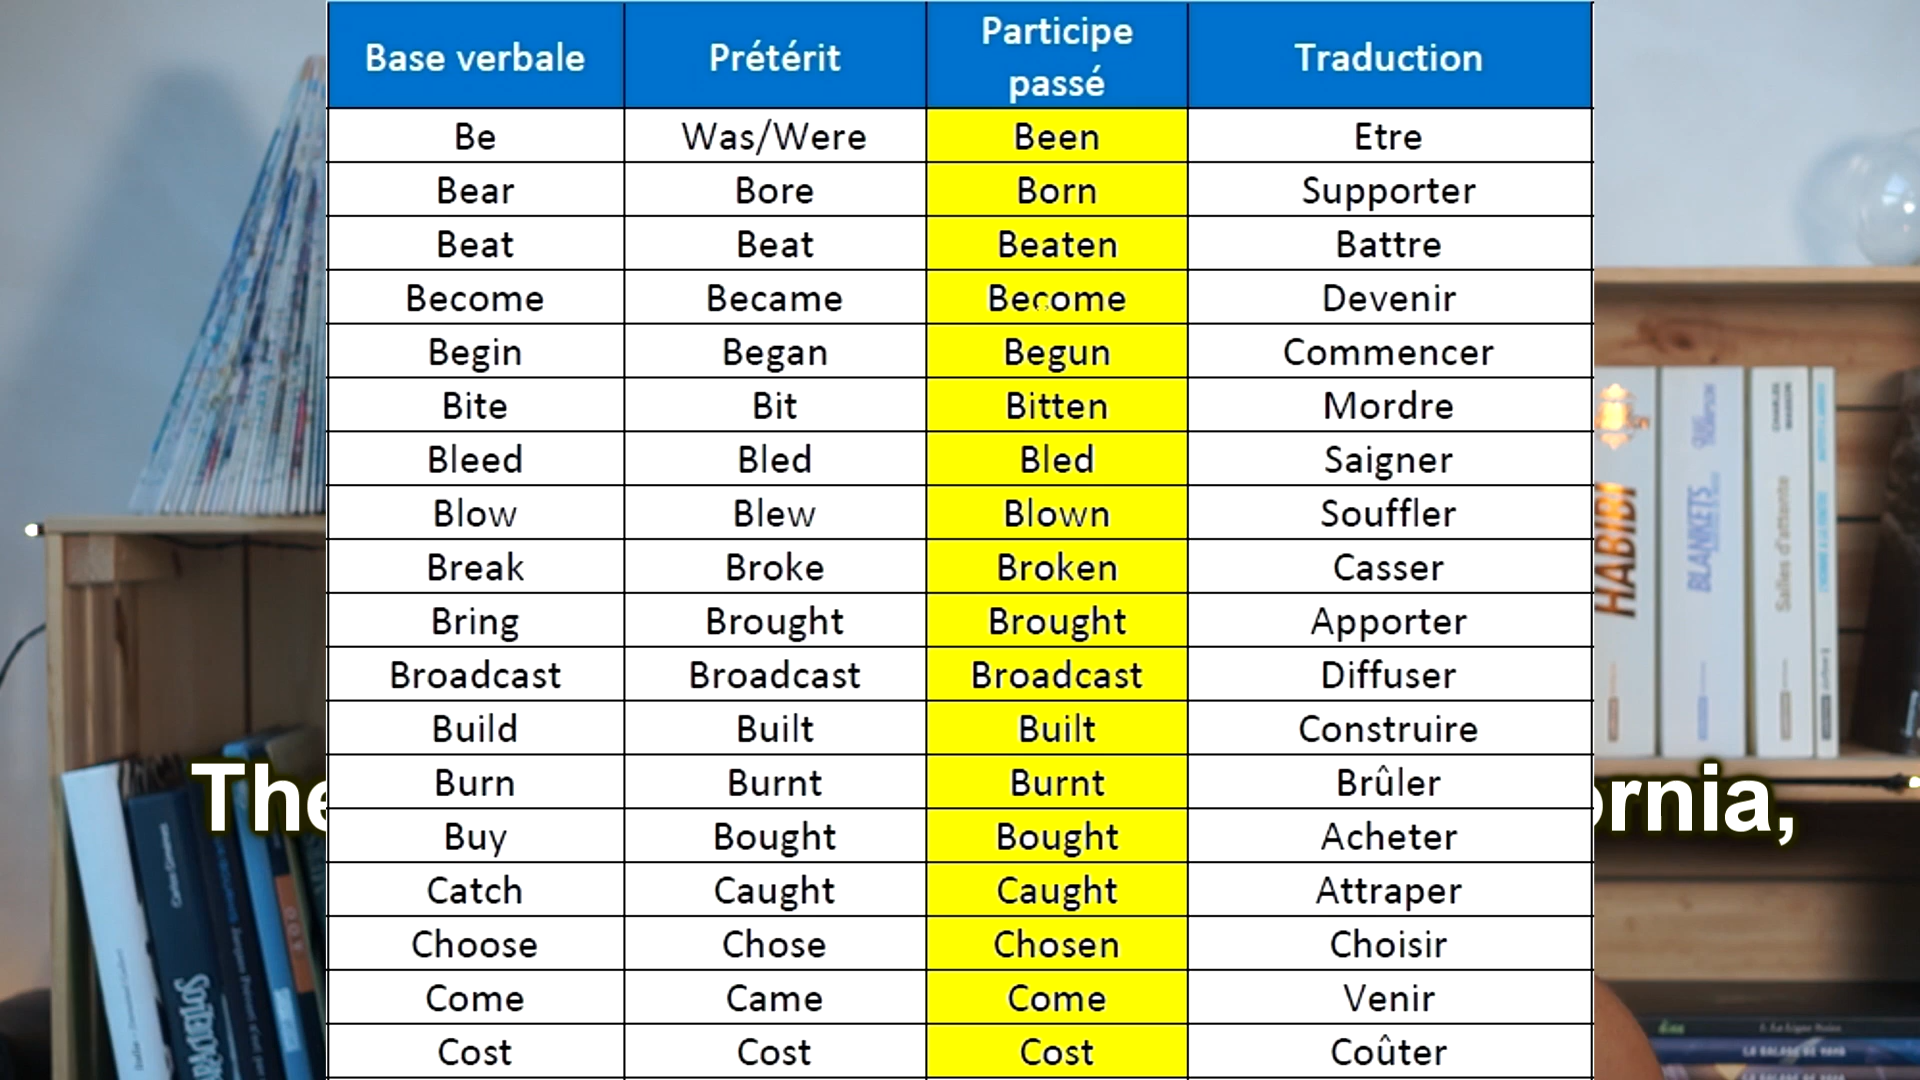 Base verbale Prétérit Participe passé Traduction
Be Was/Were Been Etre
Bear Bore Born Supporter
Beat Beat Beaten Battre
Become Became Become Devenir
Begin Began Begun Commencer
Bite Bit Bitten Mordre
Bleed Bled Bled Saigner
Blow Blew Blown Souffler
Break Broke Broken Casser
Bring Brought Brought Apporter
Broadcast Broadcast Broadcast Diffuser
Build Built Built Construire
Burn Burnt Burnt Brûler
Buy Bought Bought Acheter
Catch Caught Caught Attraper
Choose Chose Chosen Choisir
Come Came Come Venir
Cost Cost Cost Coûter
HABIBI
BLANKETS
Salles d'attente